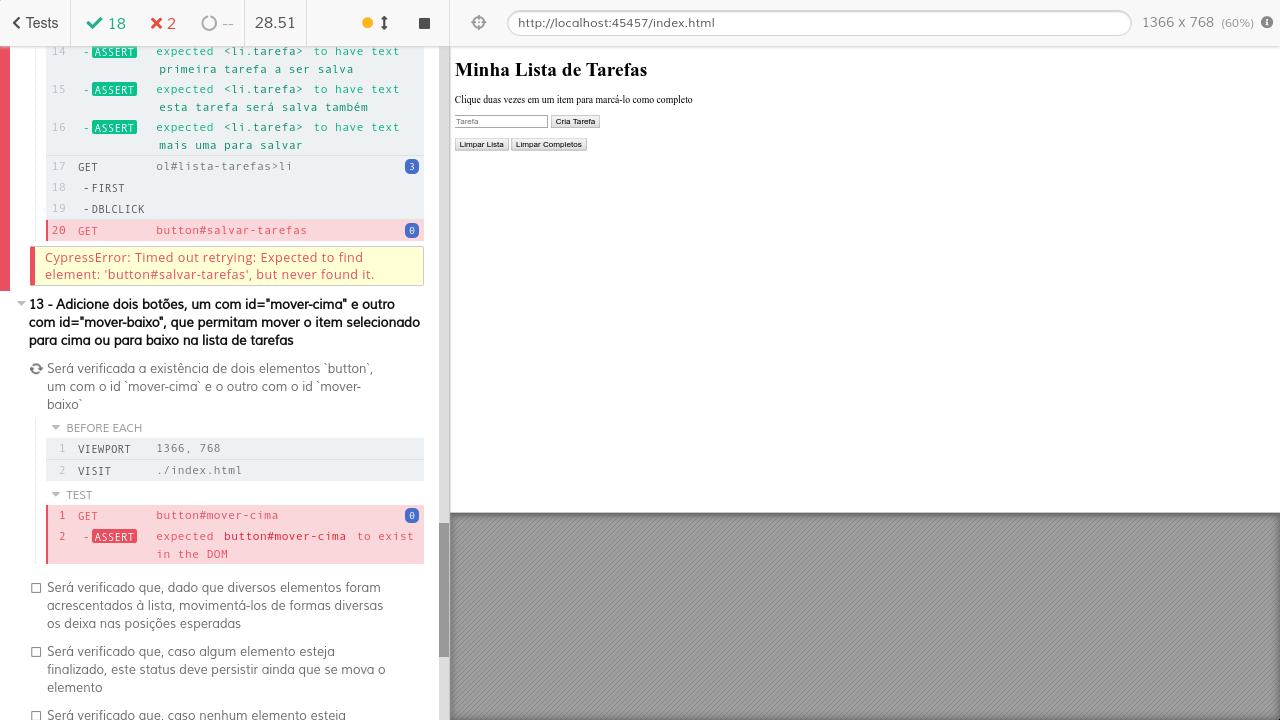 Tests 18 2 -- 28.51
14 - ASSERT expected <li.tarefa> to have text
primeira tarefa a ser salva
15 - ASSERT expected <li.tarefa> to have text
esta tarefa será salva também
16 - ASSERT expected <li.tarefa> to have text
mais uma para salvar
17 GET ol#lista-tarefas>li 3
18 - FIRST
19 - DBLCLICK
20 GET button#salvar-tarefas 0
CypressError: Timed out retrying: Expected to find
element: 'button#salvar-tarefas', but never found it.
13 - Adicione dois botões, um com id="mover-cima" e outro
com id="mover-baixo", que permitam mover o item selecionado
para cima ou para baixo na lista de tarefas
Será verificada a existência de dois elementos `button`,
um com o id `mover-cima` e o outro com o id `mover-
baixo`
BEFORE EACH
1 VIEWPORT 1366, 768
2 VISIT ./index.html
TEST
1 GET button#mover-cima 0
2 - ASSERT expected button#mover-cima to exist
in the DOM
Será verificado que, dado que diversos elementos foram
acrescentados à lista, movimentá-los de formas diversas
os deixa nas posições esperadas
Será verificado que, caso algum elemento esteja
finalizado, este status deve persistir ainda que se mova o
elemento
Será verificado que, caso nenhum elemento esteja
http://localhost:45457/index.html 1366 x 768 (60%)
Minha Lista de Tarefas
Clique duas vezes em um item para marcá-lo como completo
Tarefa Cria Tarefa
Limpar Lista Limpar Completos